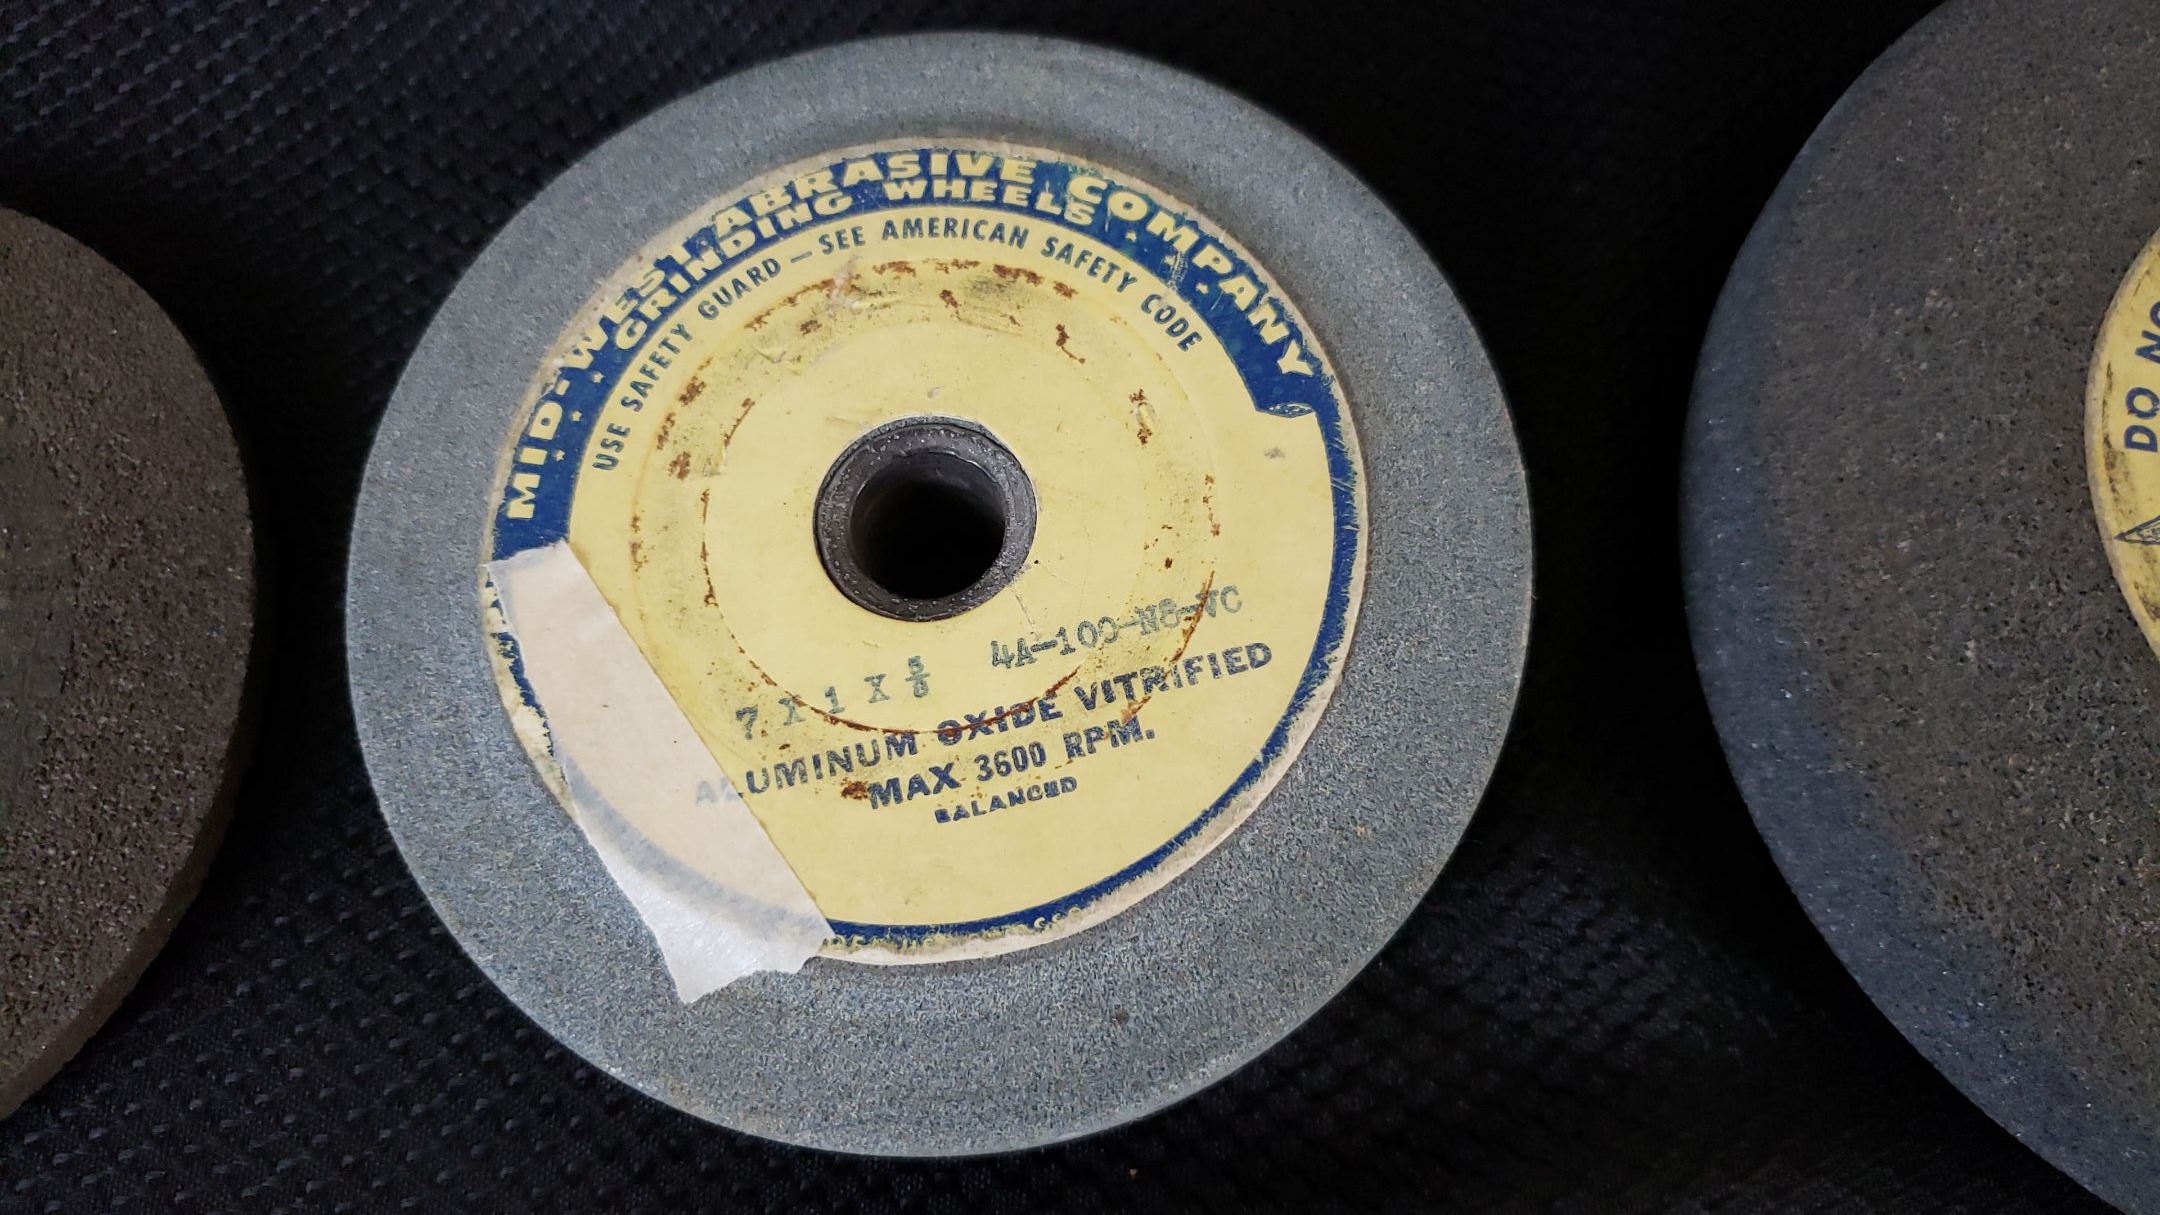 MID-WEST ABRASIVE COMPANY
GRINDING WHEELS
USE SAFETY GUARD — SEE AMERICAN SAFETY CODE
7 X 1 X 5/8 4A-100-N8-VC
ALUMINUM OXIDE VITRIFIED
MAX 3600 RPM.
BALANCED
DO